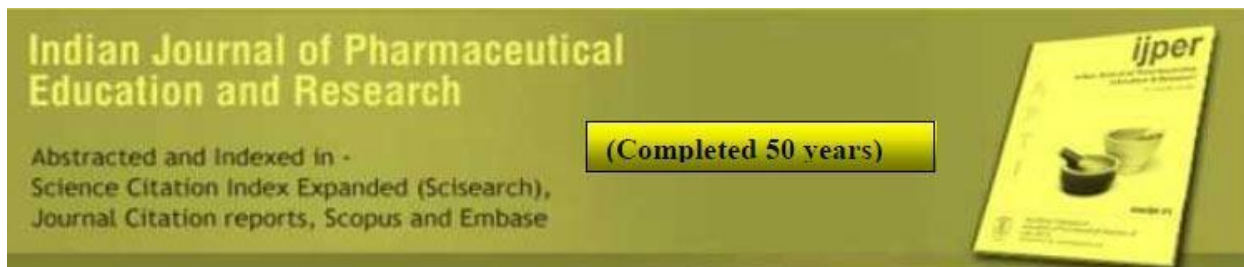 Indian Journal of Pharmaceutical
Education and Research
Abstracted and Indexed in -
Science Citation Index Expanded (Scisearch),
Journal Citation reports, Scopus and Embase
(Completed 50 years)
ijper